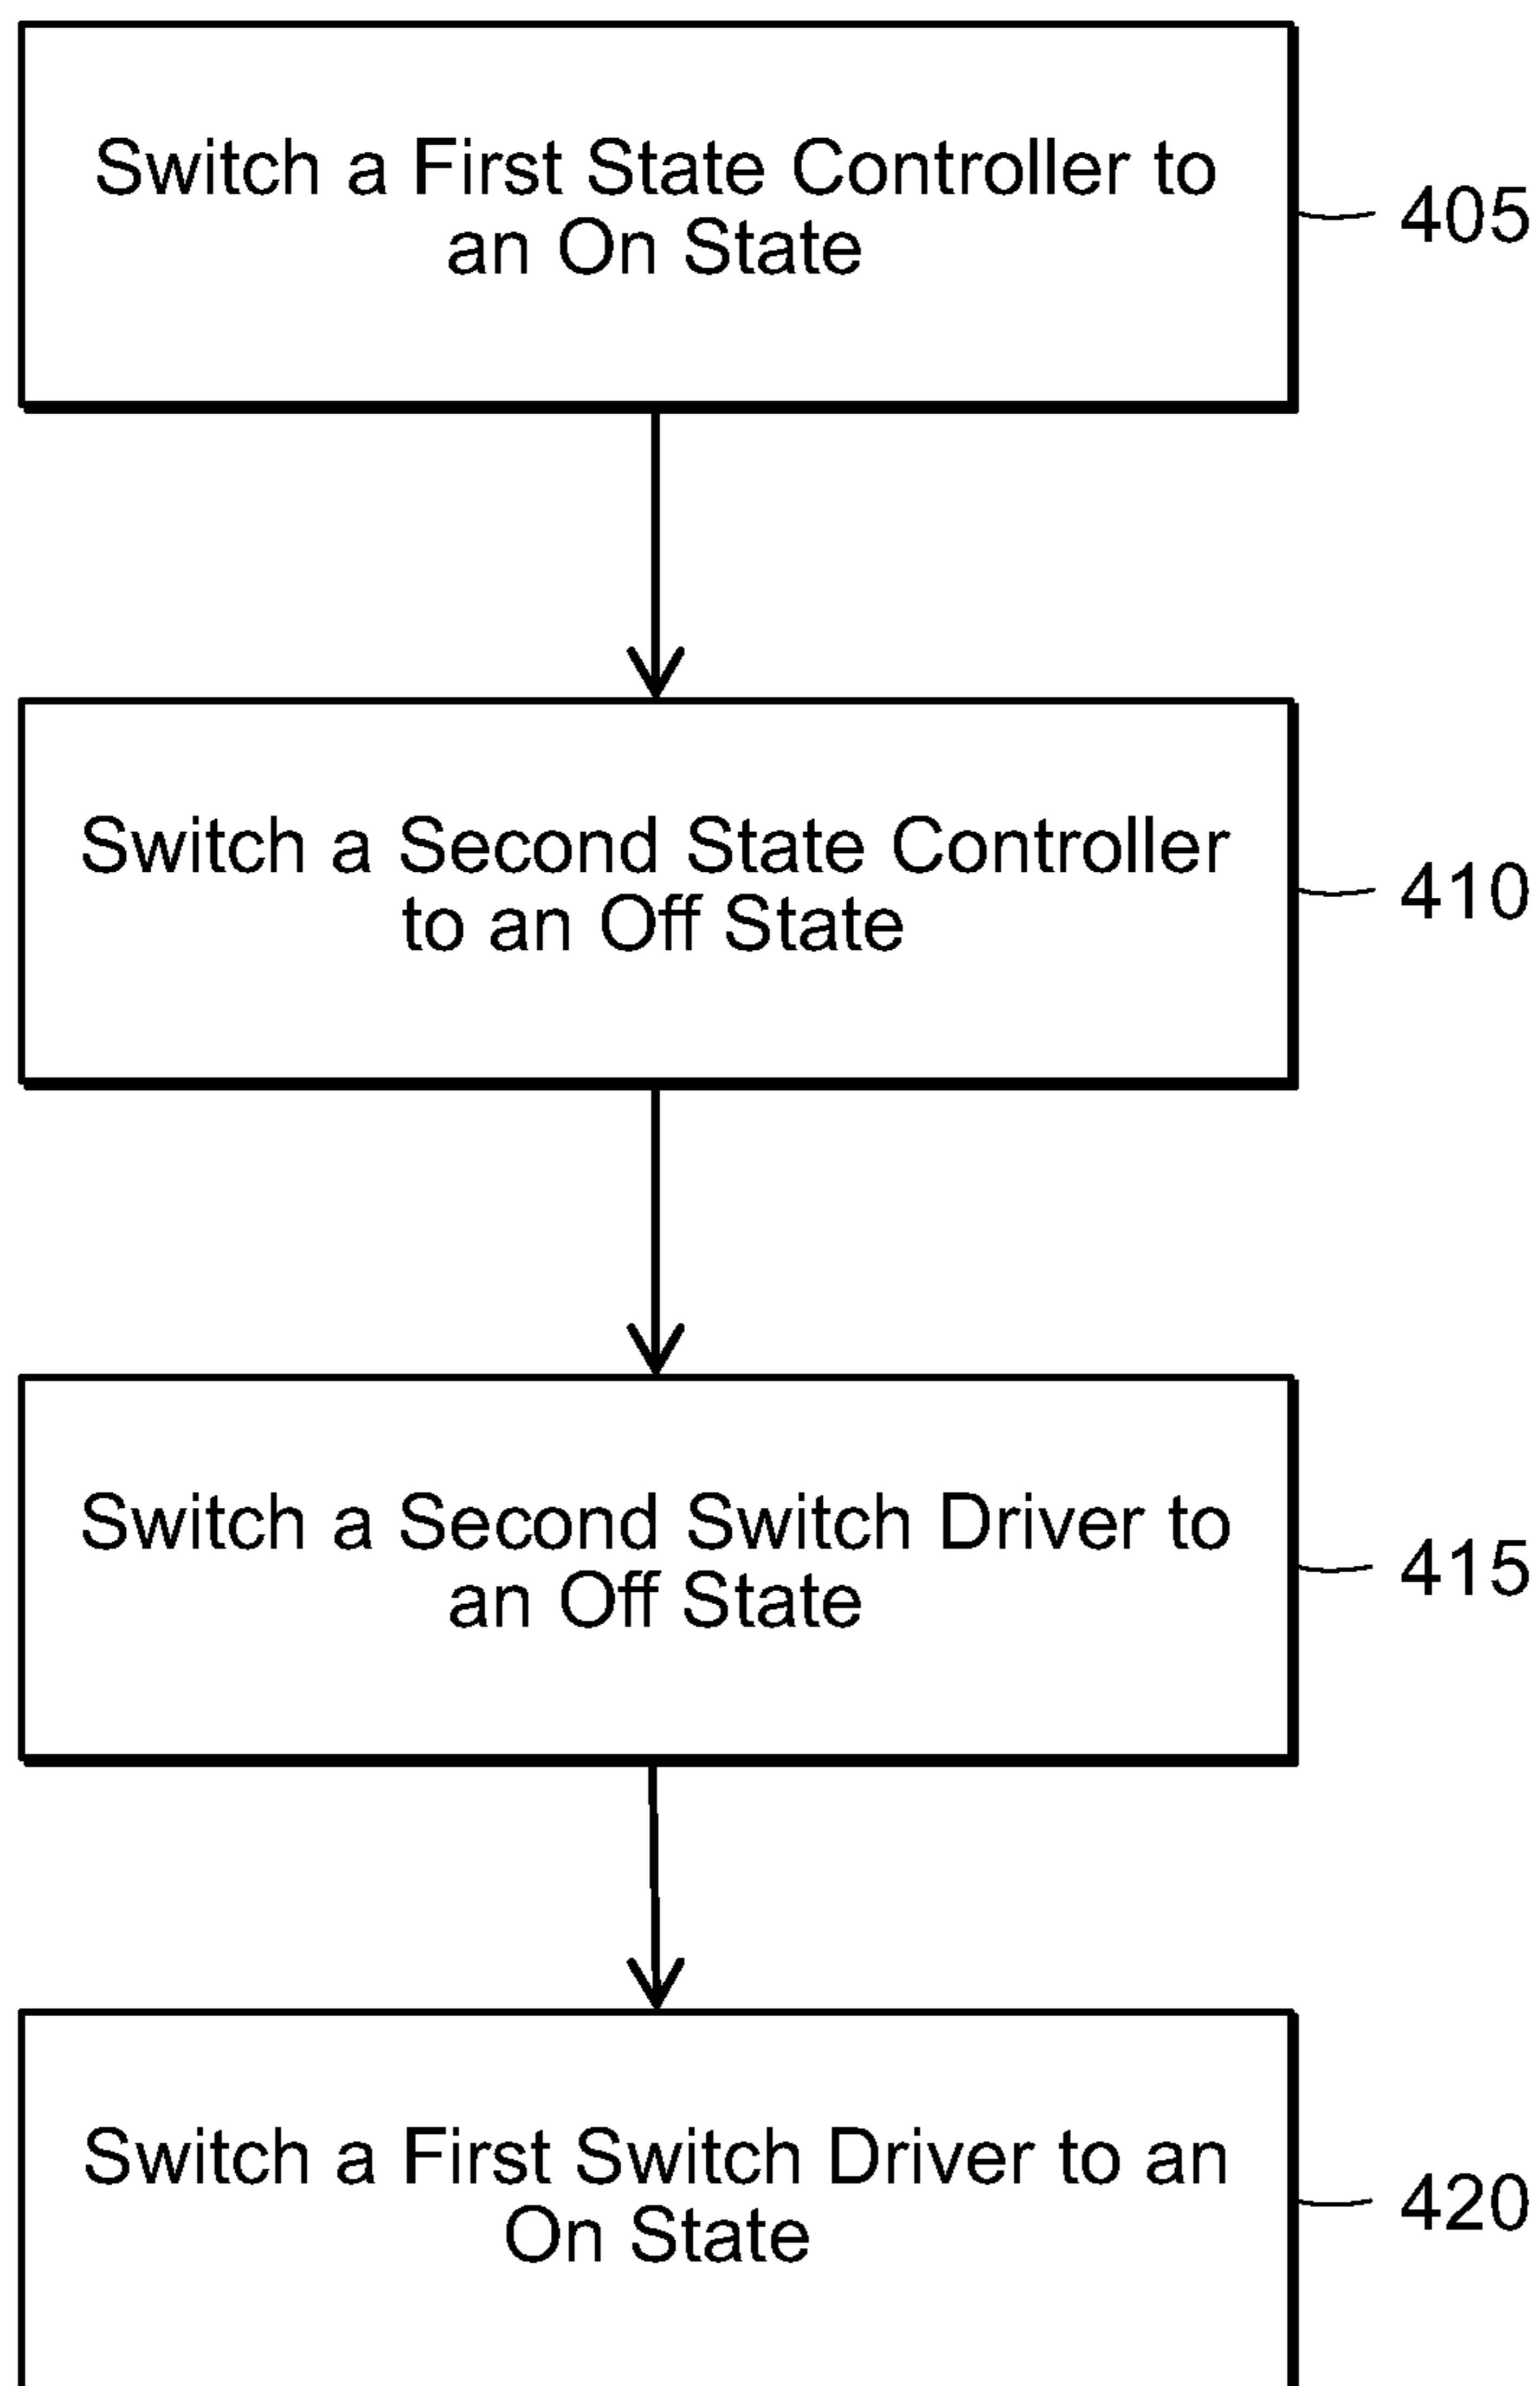 Switch a First State Controller to
an On State
405
Switch a Second State Controller
to an Off State
410
Switch a Second Switch Driver to
an Off State
415
Switch a First Switch Driver to an
On State
420